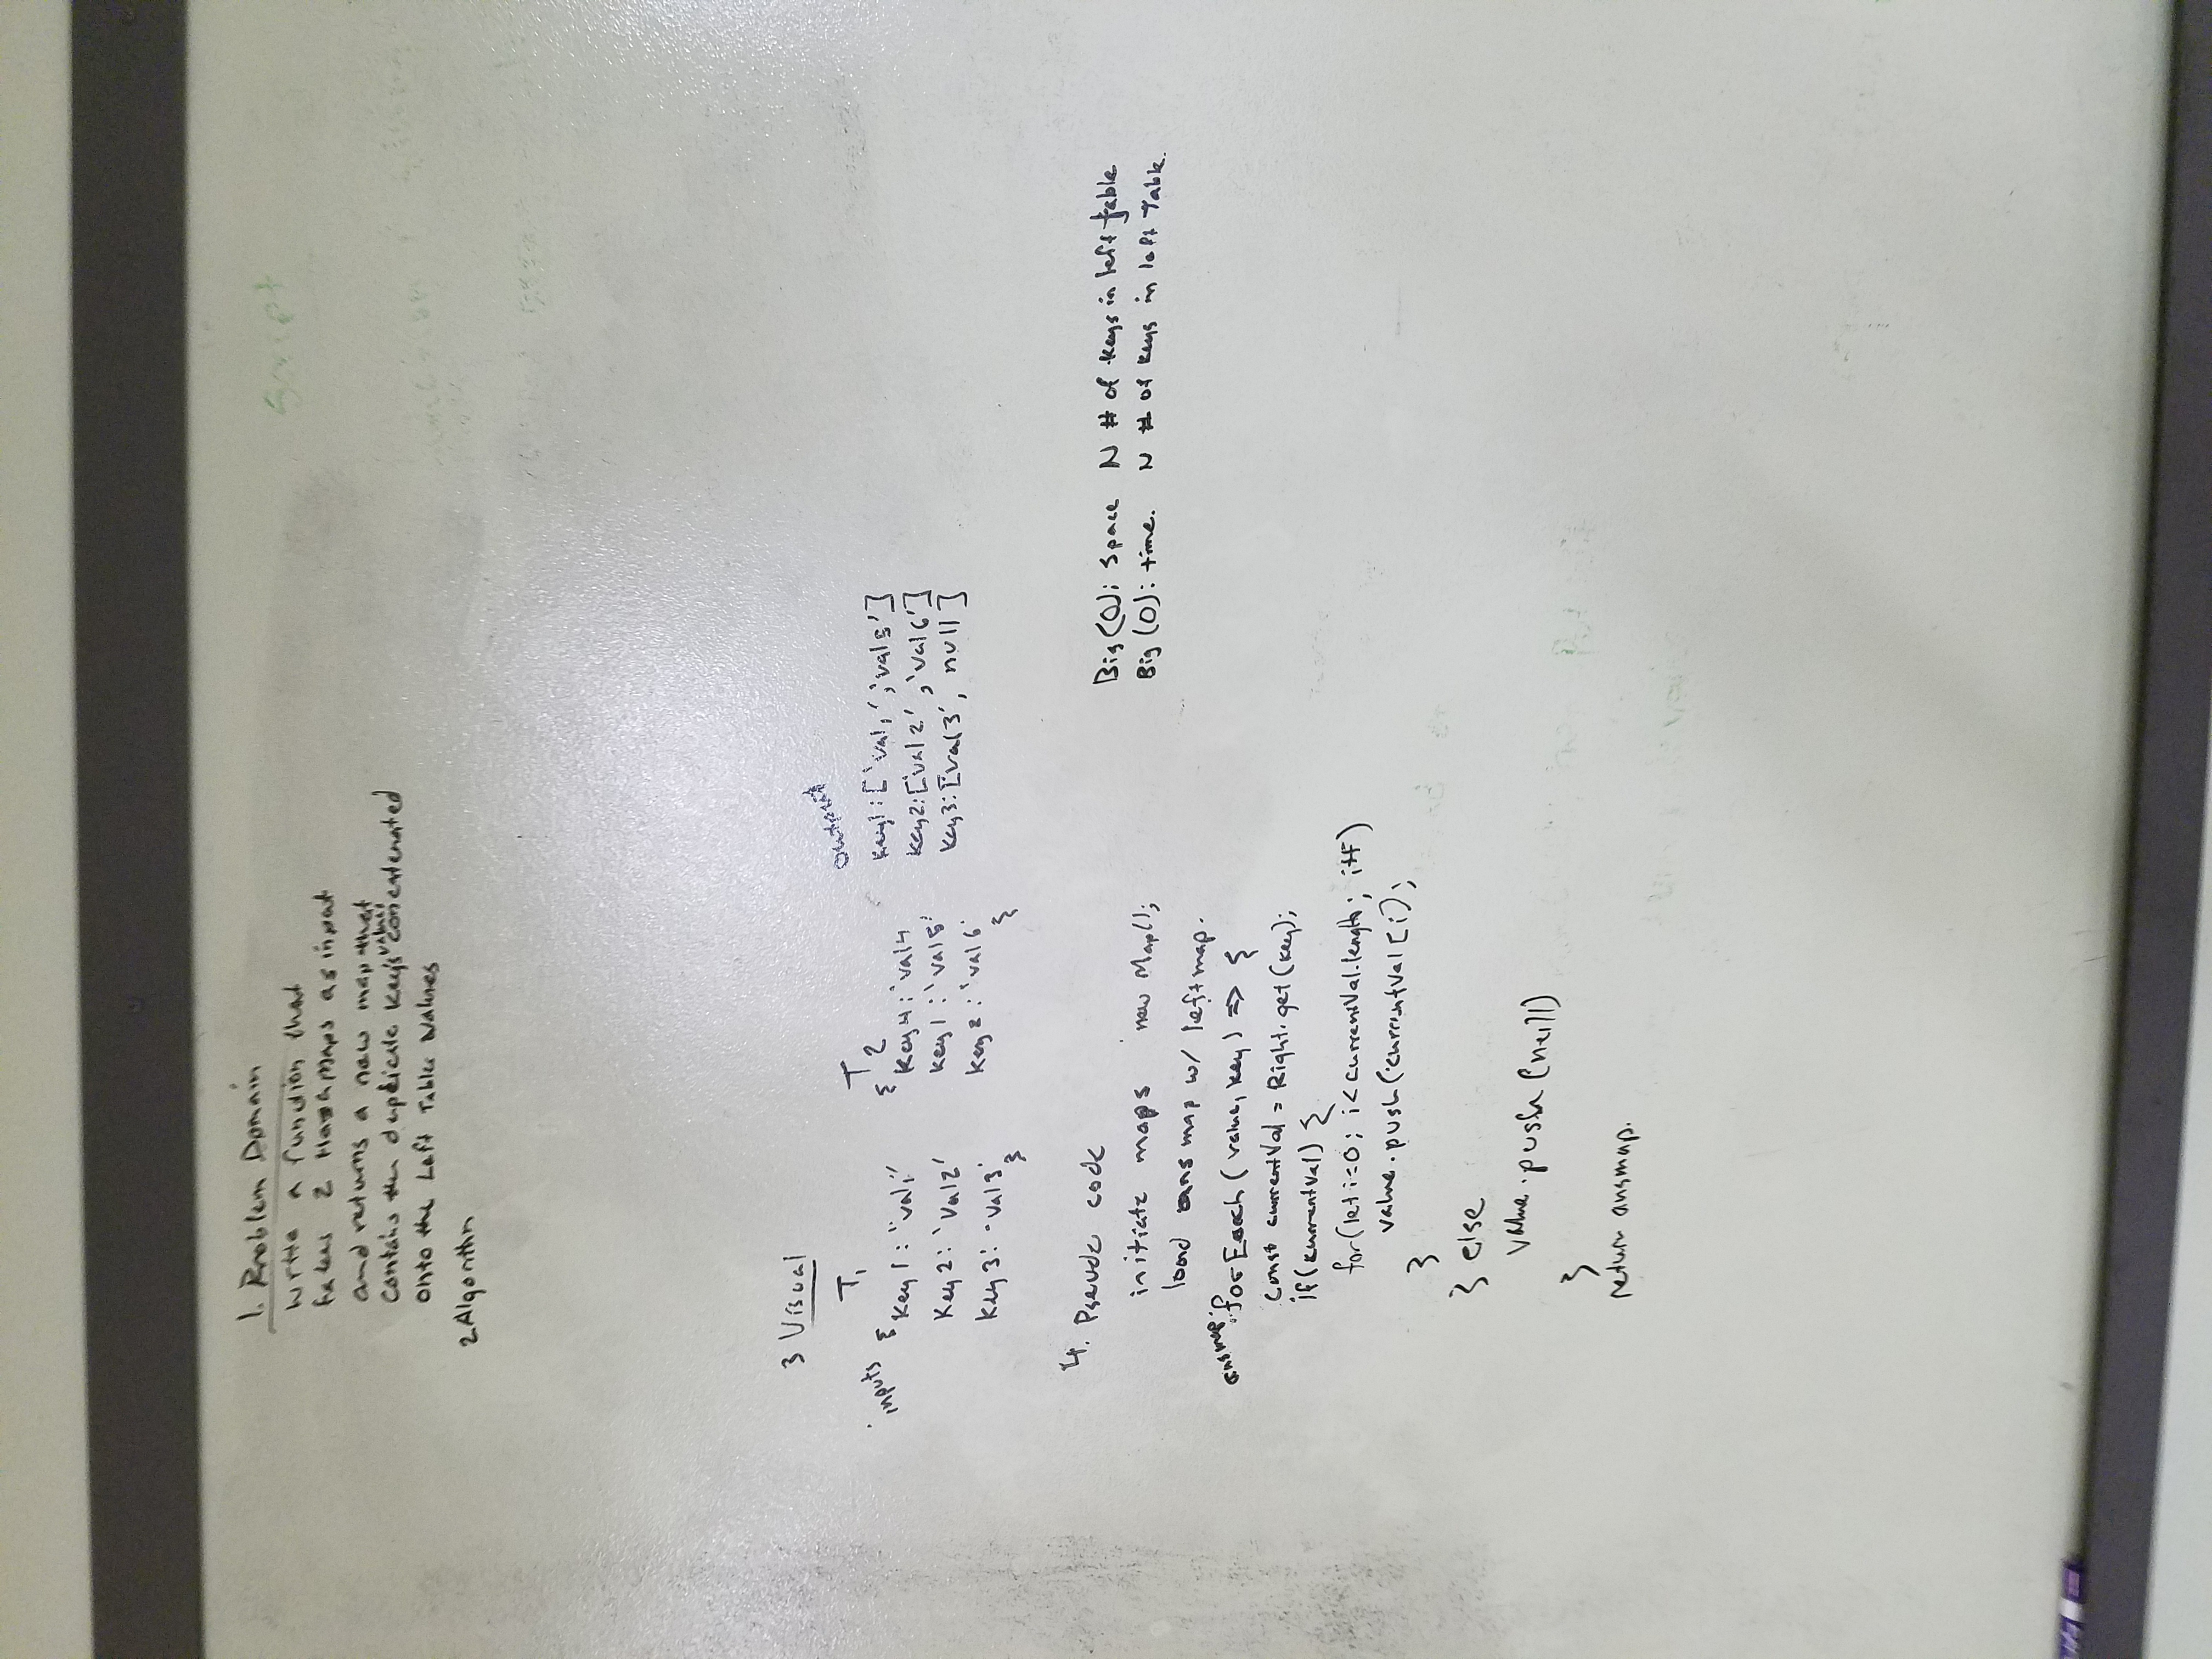 1. Problem Domain
Write a function that
takes 2 HashMaps as input
and returns a new map that
contains the duplicate key's values concatenated
onto the Left Tables Values
2 Algorithm
3 Visual
inputs
T1
{ Key 1: "val1"
Key 2: 'Val2'
Key 3: 'Val3'
}
T2
{ Key 4: 'val4
key 1: 'val5'
key 2: 'val6'
}
output
key1: ['val1', 'val5']
key2: ['val2', 'val6']
key3: ['val3', null]
4. Pseudo code
initiate maps new Map();
load ans map w/ left map.
ansmap. forEach (value, key) => {
const currentVal = Right.get(key);
if(currentVal) {
for(let i=0; i<currentVal.length; i++)
value.push(currentVal[i);
}
} else
value.push(null)
}
return ansmap.
Big (O): Space N # of keys in left table
Big (O): time. N # of keys in left Table.